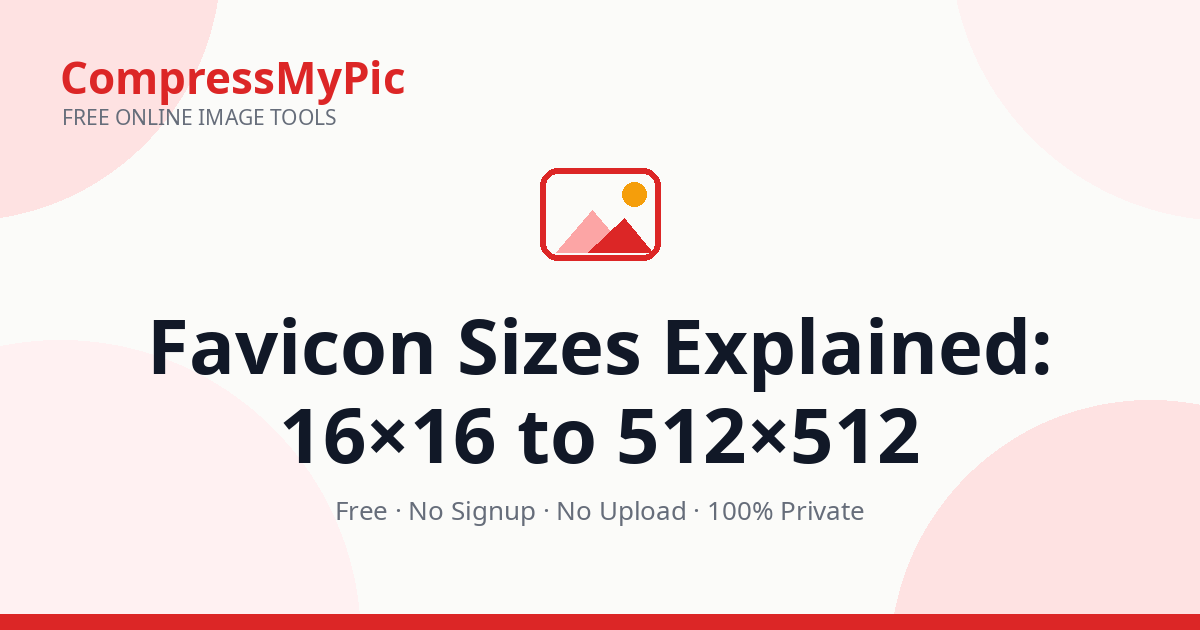 CompressMyPic
FREE ONLINE IMAGE TOOLS
Favicon Sizes Explained:
16×16 to 512×512
Free · No Signup · No Upload · 100% Private